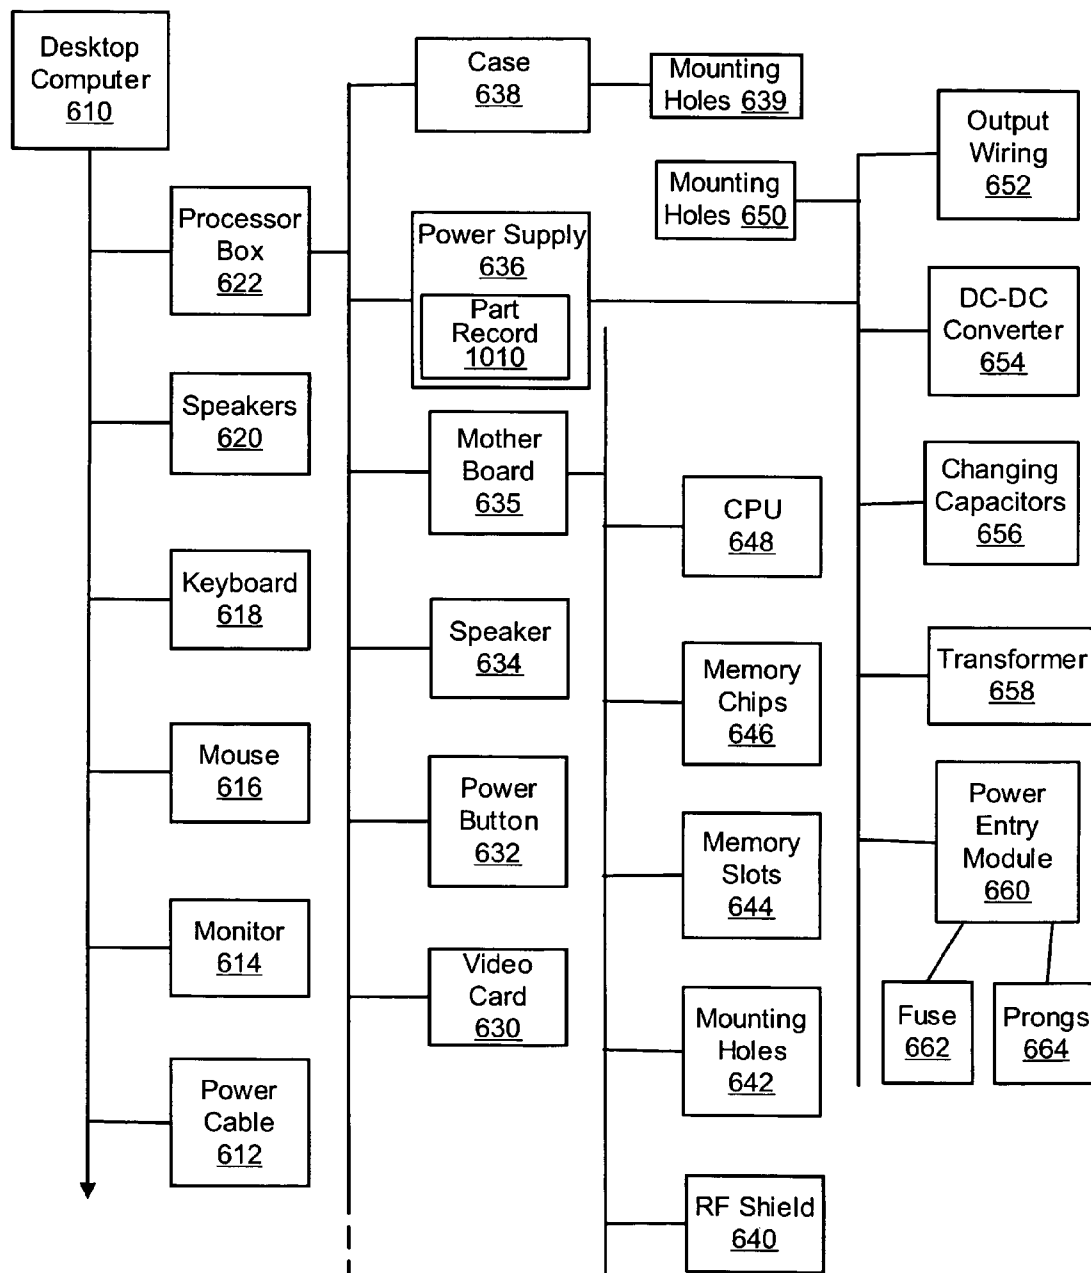 Desktop
Computer
610
Processor
Box
622
Speakers
620
Keyboard
618
Mouse
616
Monitor
614
Power
Cable
612
Case
638
Mounting
Holes 639
Power Supply
636
Part
Record
1010
Mother
Board
635
Speaker
634
Power
Button
632
Video
Card
630
Mounting
Holes 650
CPU
648
Memory
Chips
646
Memory
Slots
644
Mounting
Holes
642
RF Shield
640
Output
Wiring
652
DC-DC
Converter
654
Changing
Capacitors
656
Transformer
658
Power
Entry
Module
660
Fuse
662
Prongs
664